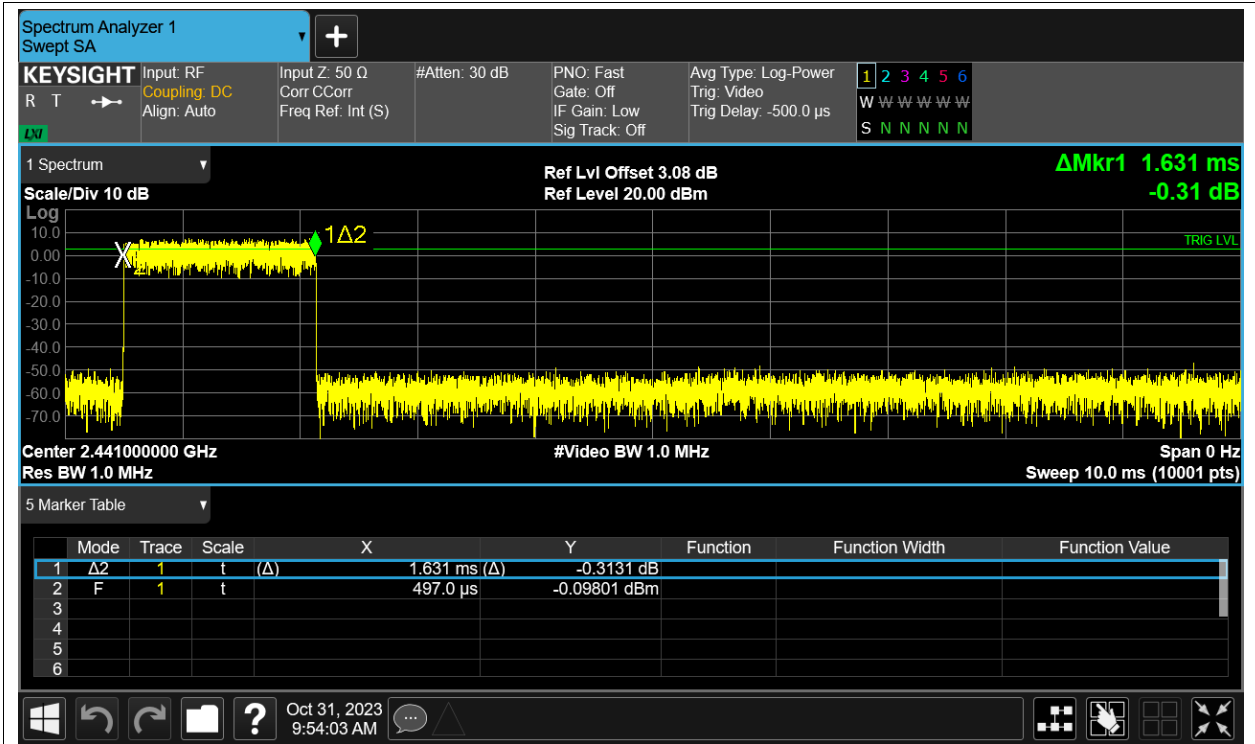 Spectrum Analyzer 1
Swept SA
KEYSIGHT Input: RF Input Z: 50 Ω #Atten: 30 dB PNO: Fast Avg Type: Log-Power 1 2 3 4 5 6
R T Coupling: DC Corr CCorr Gate: Off Trig: Video W W W W W W
Align: Auto Freq Ref: Int (S) IF Gain: Low Trig Delay: -500.0 µs
LXI Sig Track: Off S N N N N N
1 Spectrum Ref Lvl Offset 3.08 dB ΔMkr1 1.631 ms
Scale/Div 10 dB Ref Level 20.00 dBm -0.31 dB
Log
10.0 1Δ2 TRIG LVL
0.00 X
-10.0
-20.0
-30.0
-40.0
-50.0
-60.0
-70.0
Center 2.441000000 GHz #Video BW 1.0 MHz Span 0 Hz
Res BW 1.0 MHz Sweep 10.0 ms (10001 pts)
5 Marker Table
Mode Trace Scale X Y Function Function Width Function Value
1 Δ2 1 t (Δ) 1.631 ms (Δ) -0.3131 dB
2 F 1 t 497.0 µs -0.09801 dBm
3
4
5
6
? Oct 31, 2023
9:54:03 AM